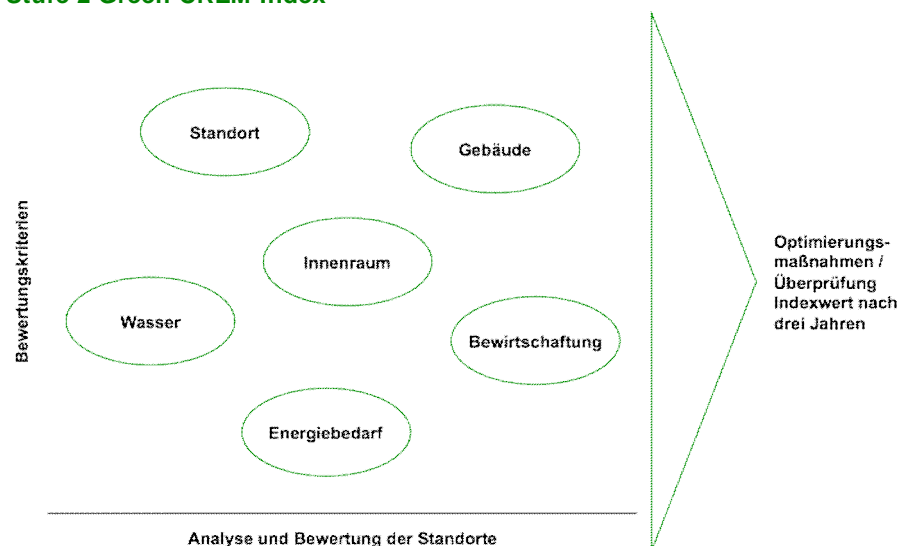 Stufe 2 Green CREM-Index
Standort
Gebäude
Innenraum
Wasser
Bewirtschaftung
Energiebedarf
Bewertungskriterien
Analyse und Bewertung der Standorte
Optimierungs-
maßnahmen /
Überprüfung
Indexwert nach
drei Jahren